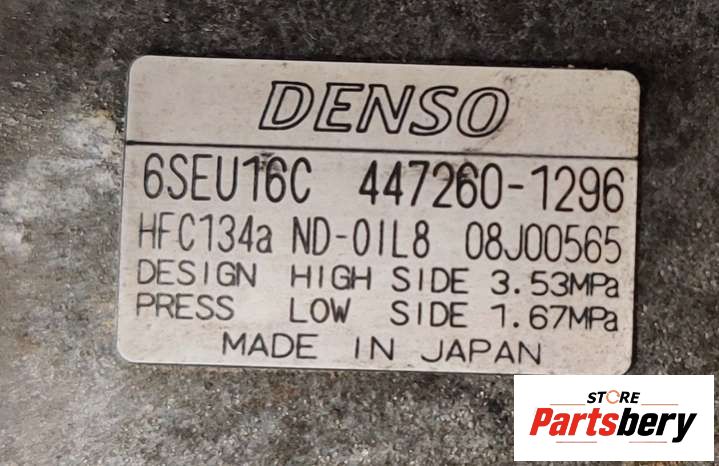 DENSO
6SEU16C 447260-1296
HFC134a ND-OIL8 08J00565
DESIGN HIGH SIDE 3.53MPa
PRESS LOW SIDE 1.67MPa
MADE IN JAPAN
STORE
Partsbery